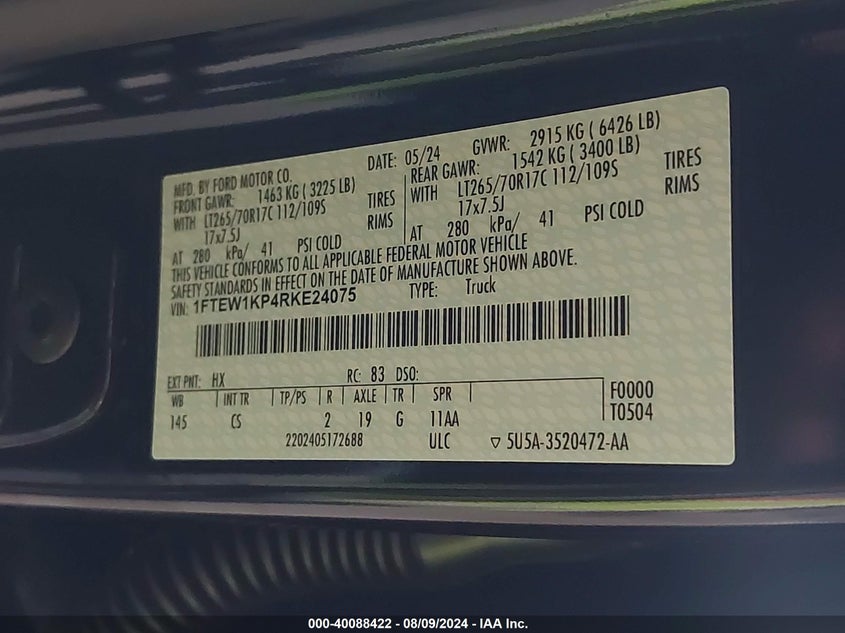 MFD. BY FORD MOTOR CO.
DATE: 05/24
GVWR: 2915 KG ( 6426 LB)
FRONT GAWR: 1463 KG ( 3225 LB)
WITH LT265/70R17C 112/109S TIRES
17x7.5J RIMS
AT 280 kPa/ 41 PSI COLD
REAR GAWR: 1542 KG ( 3400 LB)
WITH LT265/70R17C 112/109S TIRES
17x7.5J RIMS
AT 280 kPa/ 41 PSI COLD
THIS VEHICLE CONFORMS TO ALL APPLICABLE FEDERAL MOTOR VEHICLE
SAFETY STANDARDS IN EFFECT ON THE DATE OF MANUFACTURE SHOWN ABOVE.
VIN: 1FTEW1KP4RKE24075 TYPE: Truck
EXT PNT: HX RC: 83 DSO:
WB INT TR TP/PS R AXLE TR SPR F0000
145 CS 2 19 G 11AA T0504
2202405172688 ULC ▽ 5U5A-3520472-AA
000-40088422 - 08/09/2024 - IAA Inc.